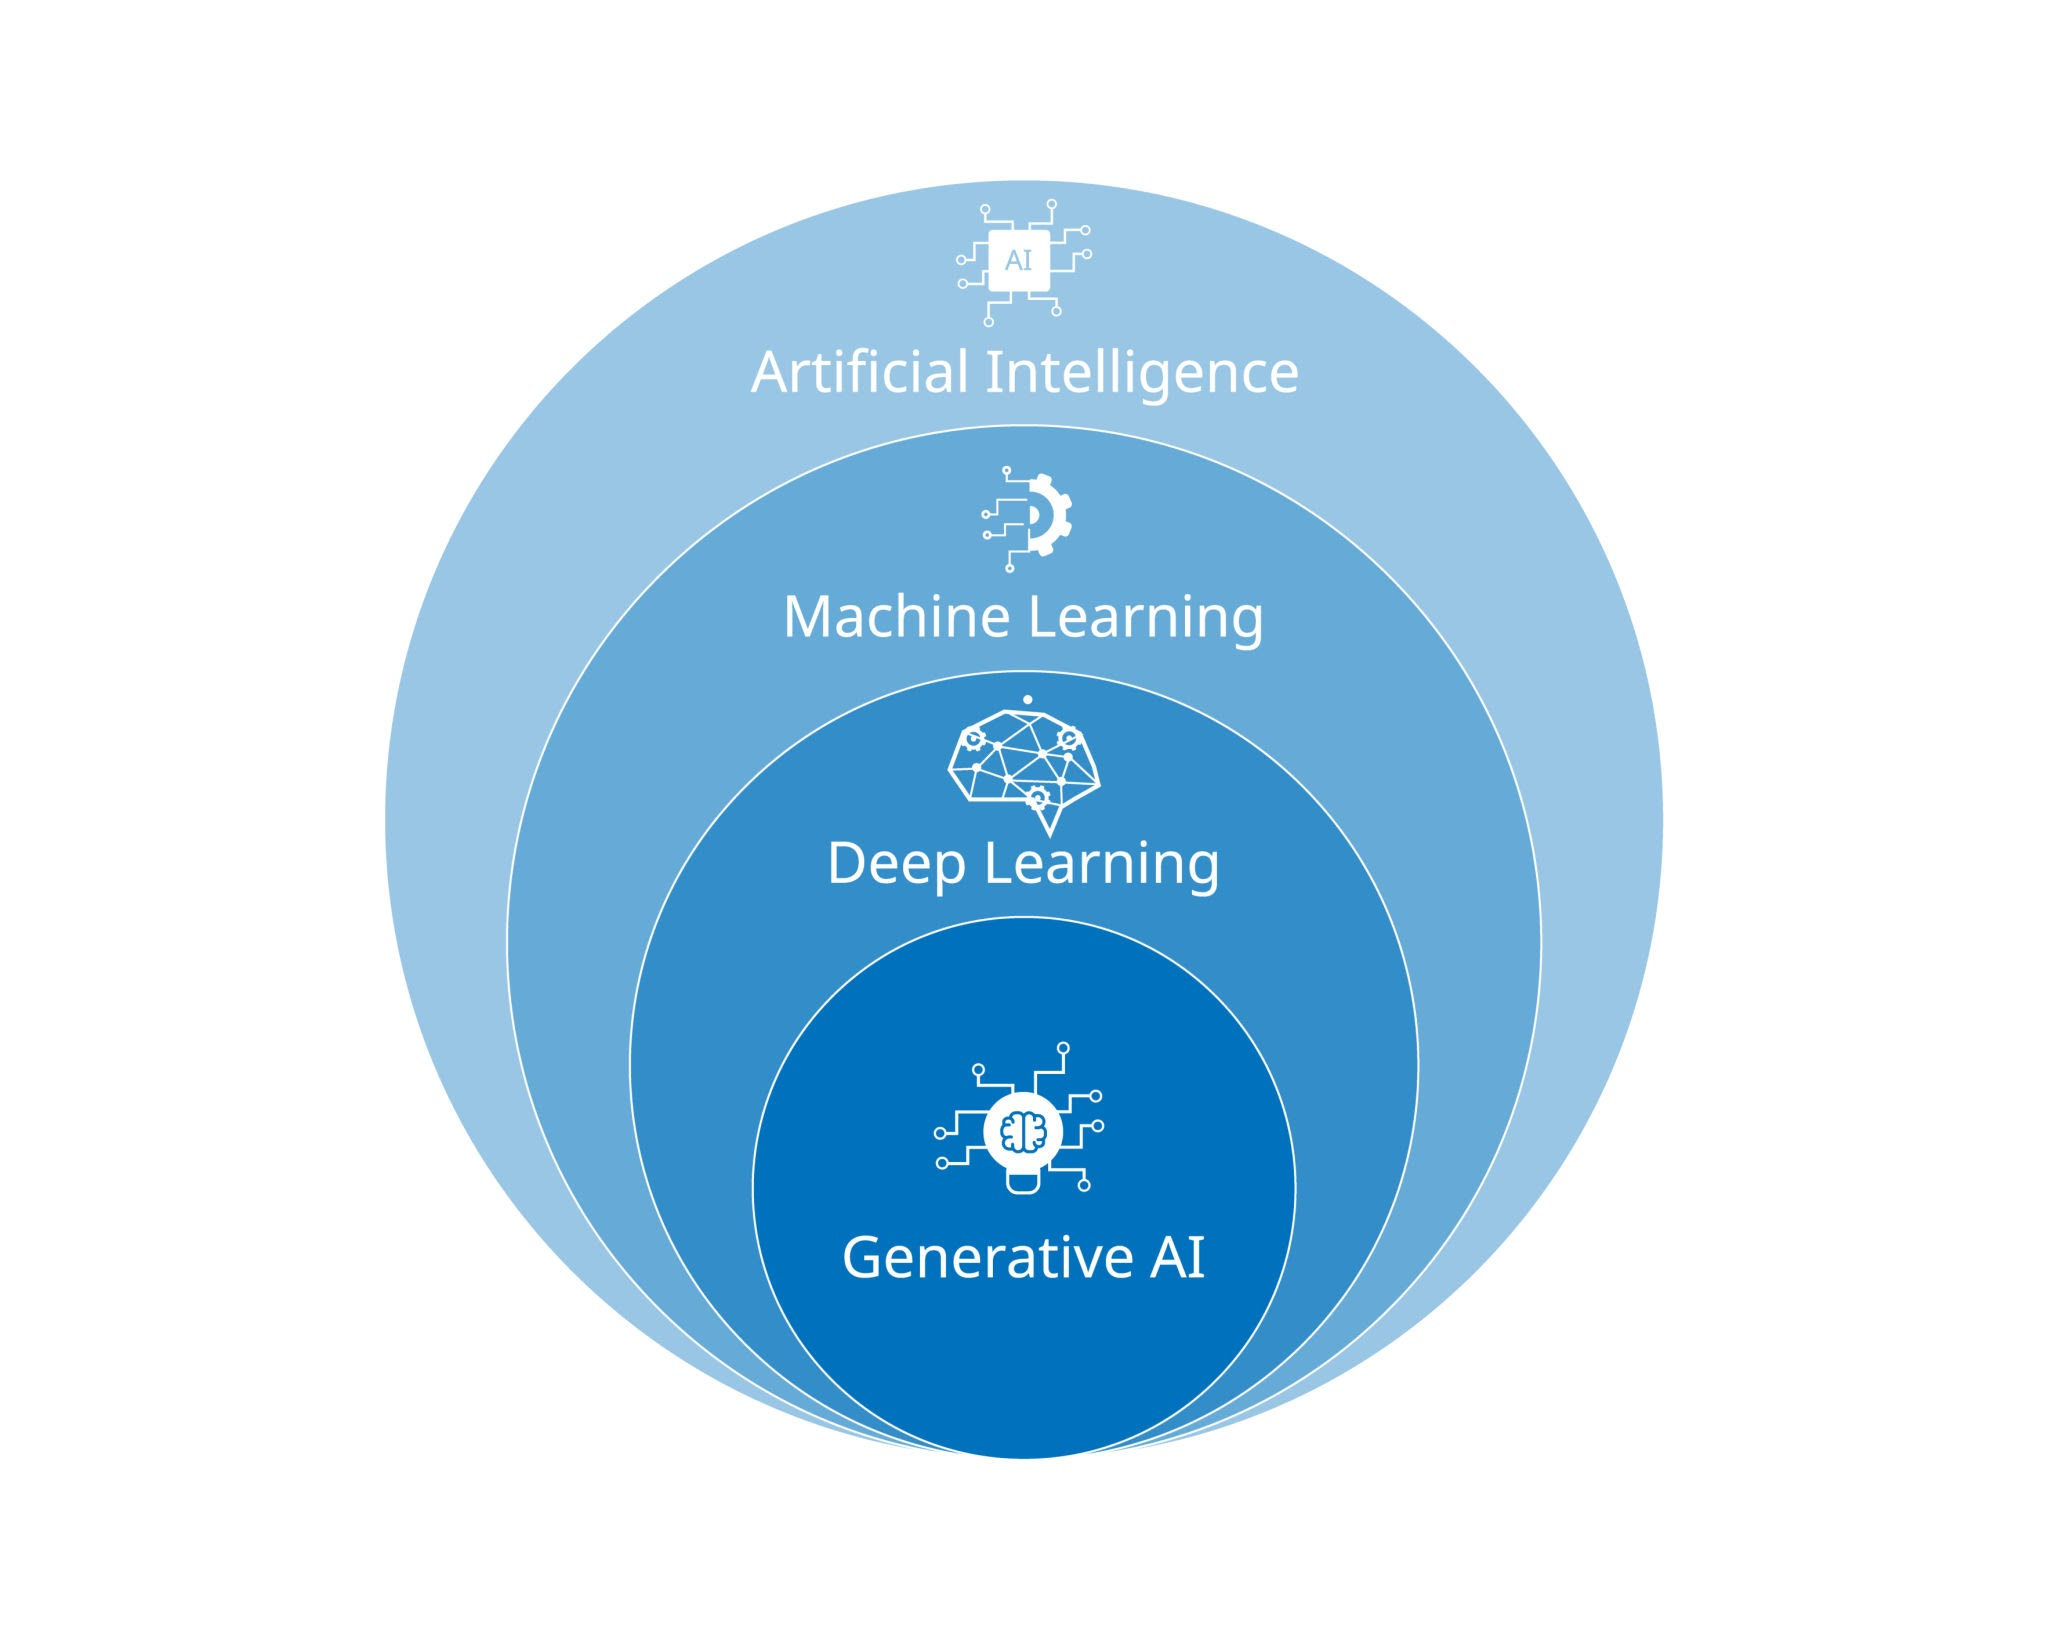 AI
Artificial Intelligence
Machine Learning
Deep Learning
Generative AI